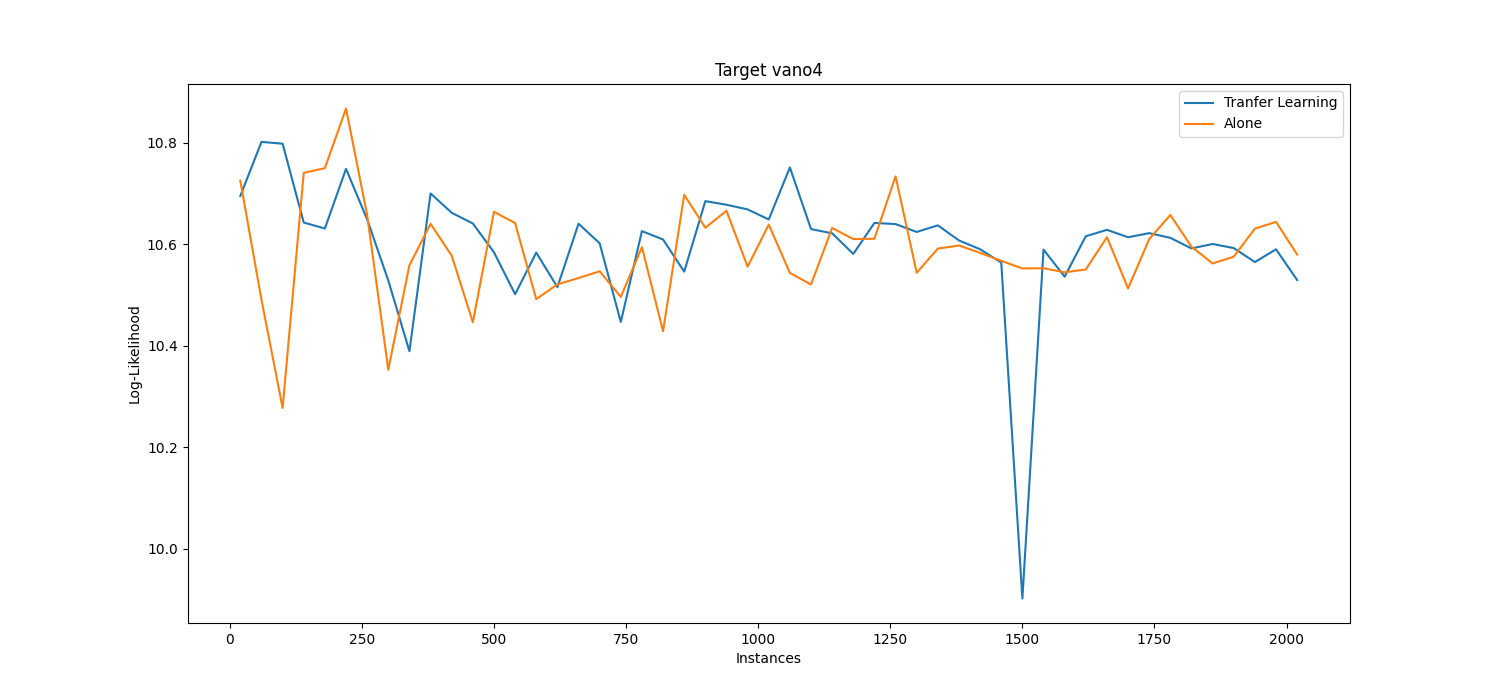 Target vano4
Tranfer Learning
Alone
Log-Likelihood
10.8
10.6
10.4
10.2
10.0
0 250 500 750 1000 1250 1500 1750 2000
Instances